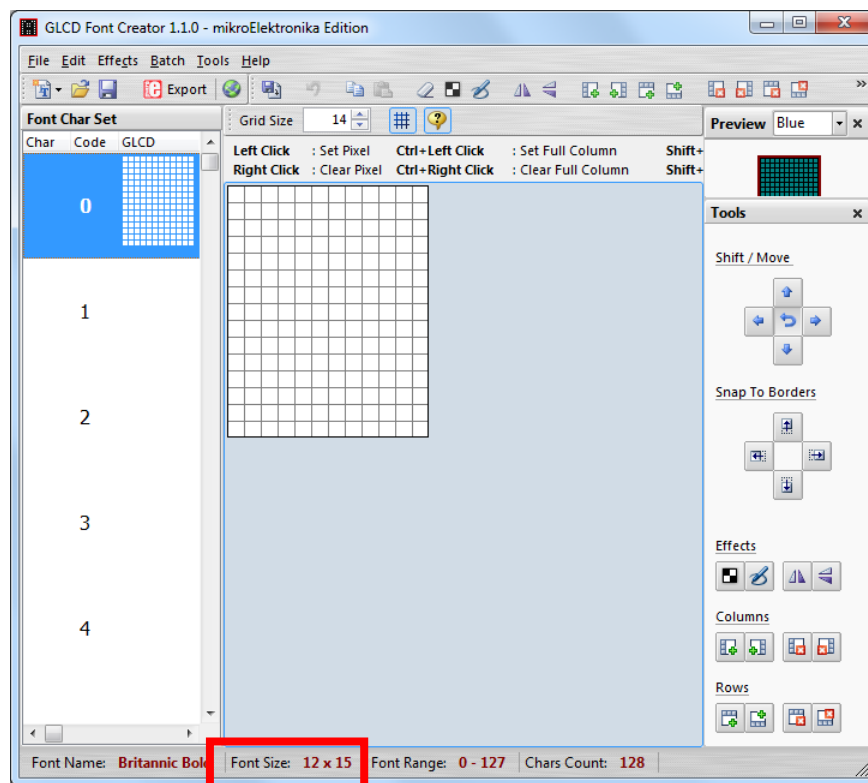 GLCD Font Creator 1.1.0 - mikroElektronika Edition
File Edit Effects Batch Tools Help
Export
Font Char Set
Grid Size 14
Preview Blue
Char Code GLCD
Left Click : Set Pixel Ctrl+Left Click : Set Full Column Shift+
Right Click : Clear Pixel Ctrl+Right Click : Clear Full Column Shift+
0
Tools
Shift / Move
1
Snap To Borders
2
3
Effects
Columns
4
Rows
Font Name: Britannic Bold Font Size: 12 x 15 Font Range: 0 - 127 Chars Count: 128